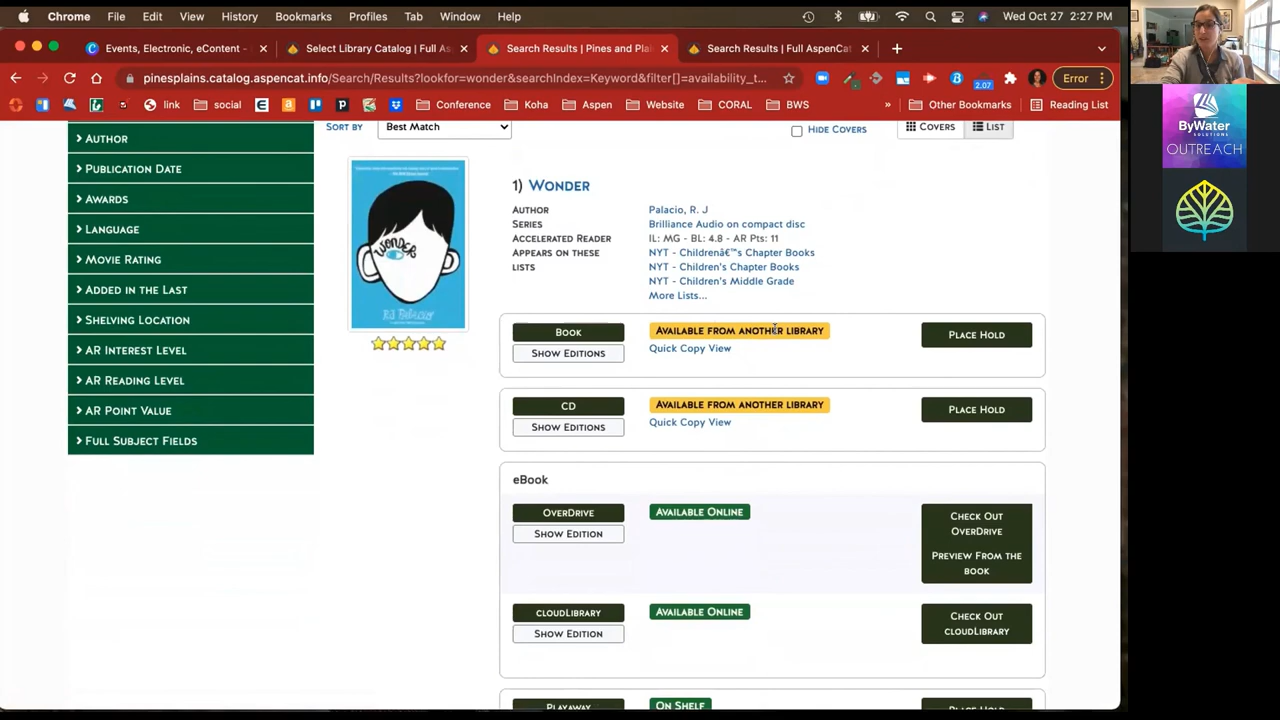 Chrome File Edit View History Bookmarks Profiles Tab Window Help Wed Oct 27 2:27 PM
Events, Electronic, eContent - Select Library Catalog | Full As Search Results | Pines and Plai Search Results | Full AspenCat
pinesplains.catalog.aspencat.info/Search/Results?lookfor=wonder&searchIndex=Keyword&filter[]=availability_t... 2.07 Error
link social Conference Koha Aspen Website CORAL BWS » Other Bookmarks Reading List
AUTHOR
PUBLICATION DATE
AWARDS
LANGUAGE
MOVIE RATING
ADDED IN THE LAST
SHELVING LOCATION
AR INTEREST LEVEL
AR READING LEVEL
AR POINT VALUE
FULL SUBJECT FIELDS
SORT BY Best Match HIDE COVERS COVERS LIST
wonder
1) WONDER
AUTHOR Palacio, R. J
SERIES Brilliance Audio on compact disc
ACCELERATED READER IL: MG - BL: 4.8 - AR Pts: 11
APPEARS ON THESE LISTS NYT - Childrenâ€™s Chapter Books
NYT - Children's Chapter Books
NYT - Children's Middle Grade
More Lists...
BOOK AVAILABLE FROM ANOTHER LIBRARY PLACE HOLD
SHOW EDITIONS Quick Copy View
CD AVAILABLE FROM ANOTHER LIBRARY PLACE HOLD
SHOW EDITIONS Quick Copy View
eBook
OVERDRIVE AVAILABLE ONLINE CHECK OUT OVERDRIVE
SHOW EDITION PREVIEW FROM THE BOOK
CLOUDLIBRARY AVAILABLE ONLINE CHECK OUT CLOUDLIBRARY
SHOW EDITION
PLAYAWAY ON SHELF PLACE HOLD
ByWater
SOLUTIONS
OUTREACH